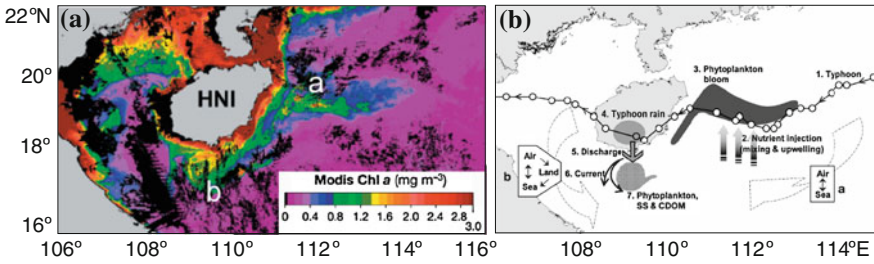 (a)
22°N
20°
18°
16°
HNI
a
b
Modis Chl a (mg m-3)
0 0.4 0.8 1.2 1.6 2.0 2.4 2.8
3.0
106° 108° 110° 112° 114° 116°
(b)
3. Phytoplankton
bloom
1. Typhoon
4. Typhoon rain
2. Nutrient injection
(mixing & upwelling)
5. Discharge
6. Current
7. Phytoplankton,
SS & CDOM
b
Air
Land
Sea
Air
Sea
a
108° 110° 112° 114°E